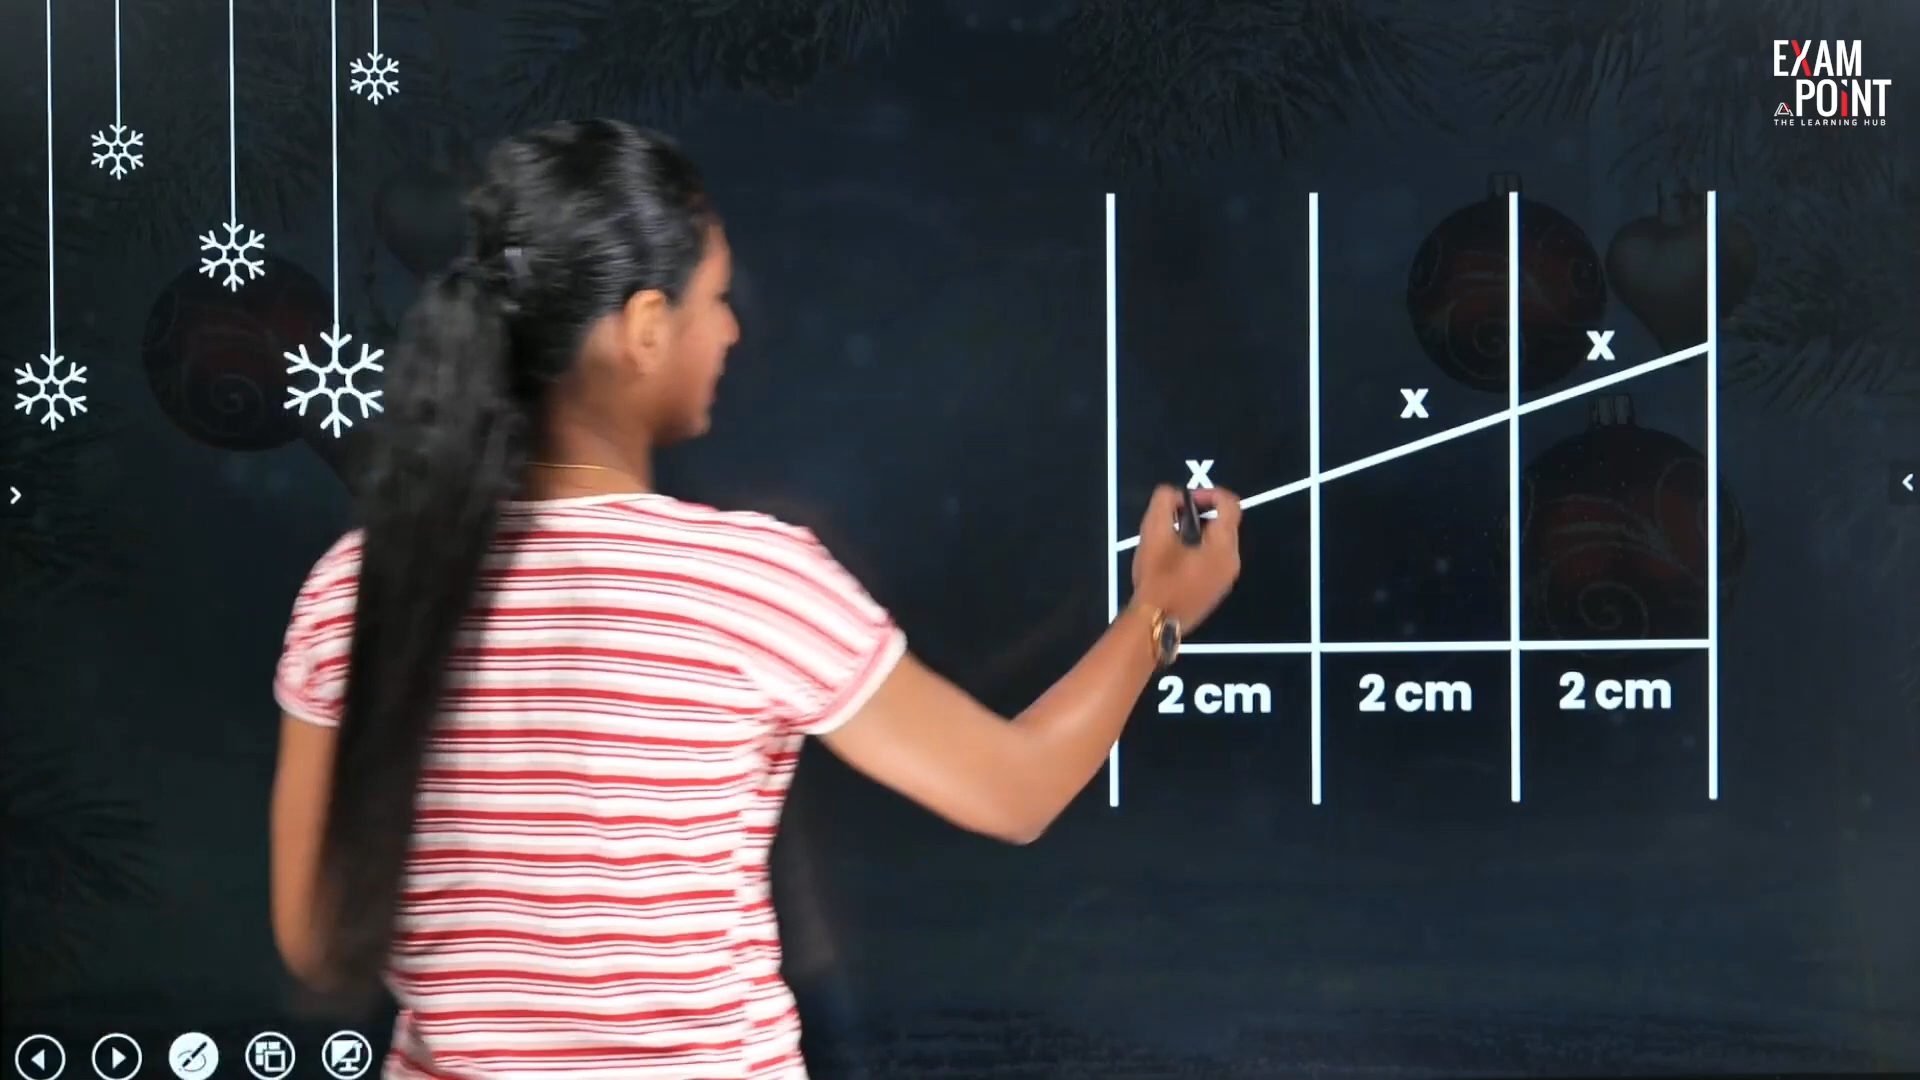 EXAM
POINT
THE LEARNING HUB
x
x
x
2 cm 2 cm 2 cm